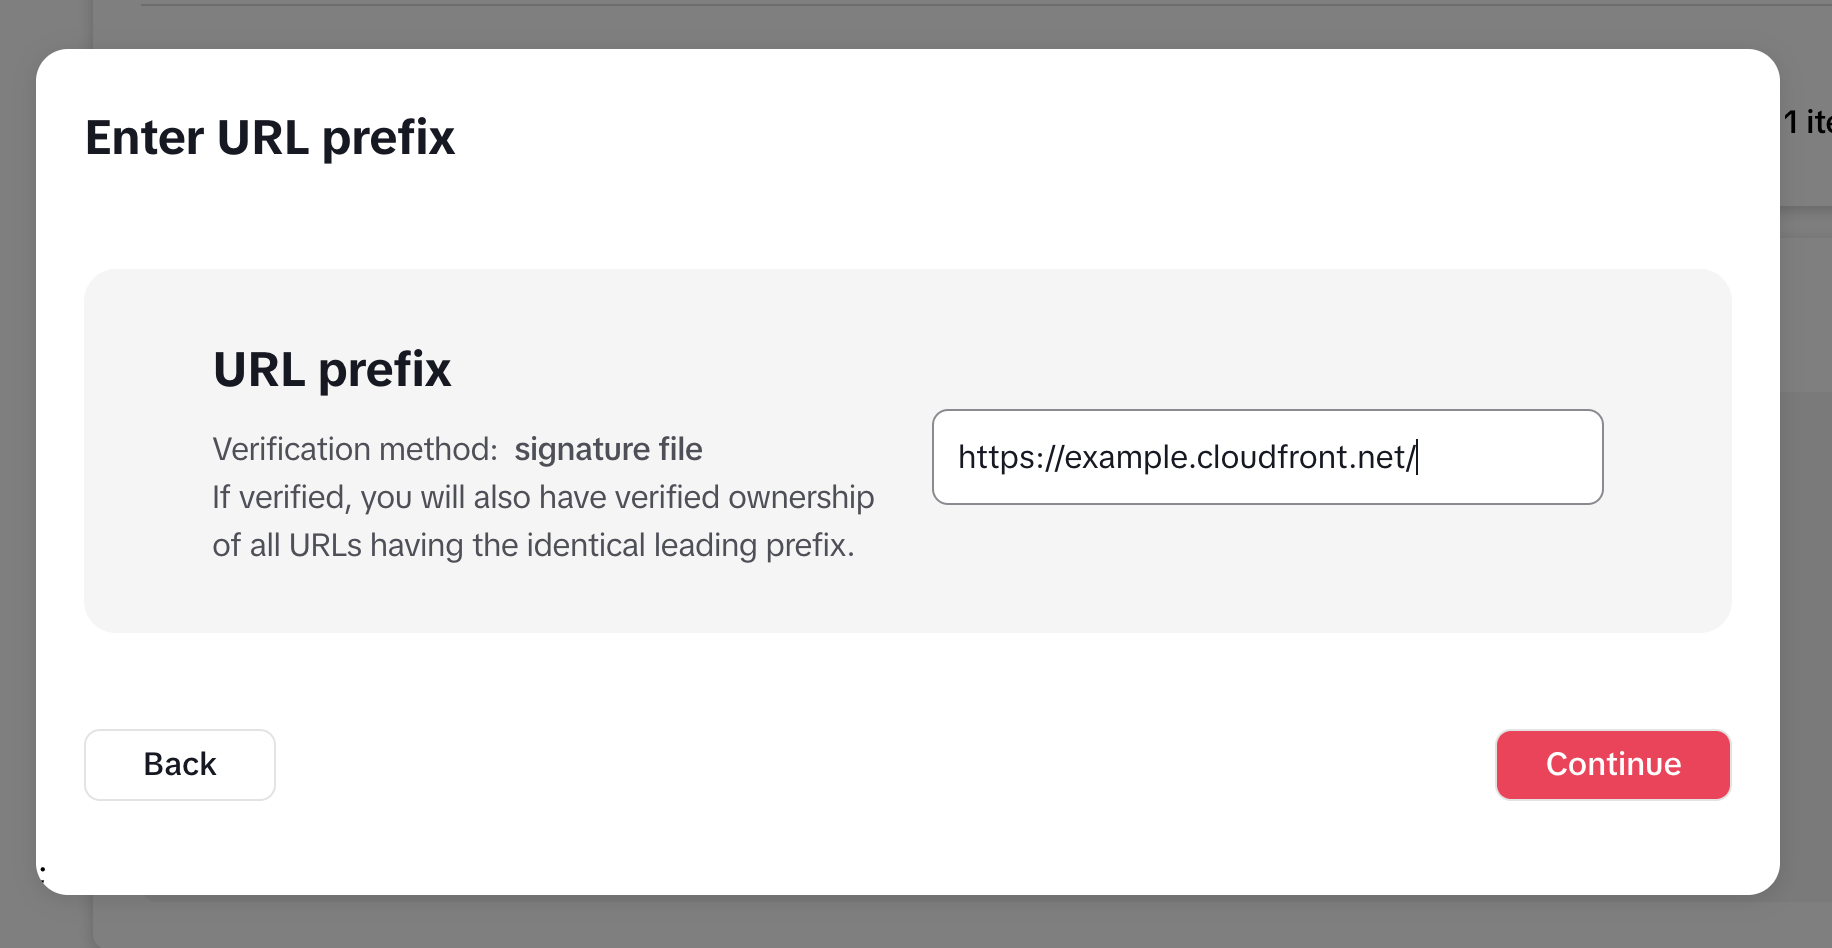 1 ite
Enter URL prefix
URL prefix
Verification method: signature file
If verified, you will also have verified ownership
of all URLs having the identical leading prefix.
https://example.cloudfront.net/
Back
Continue